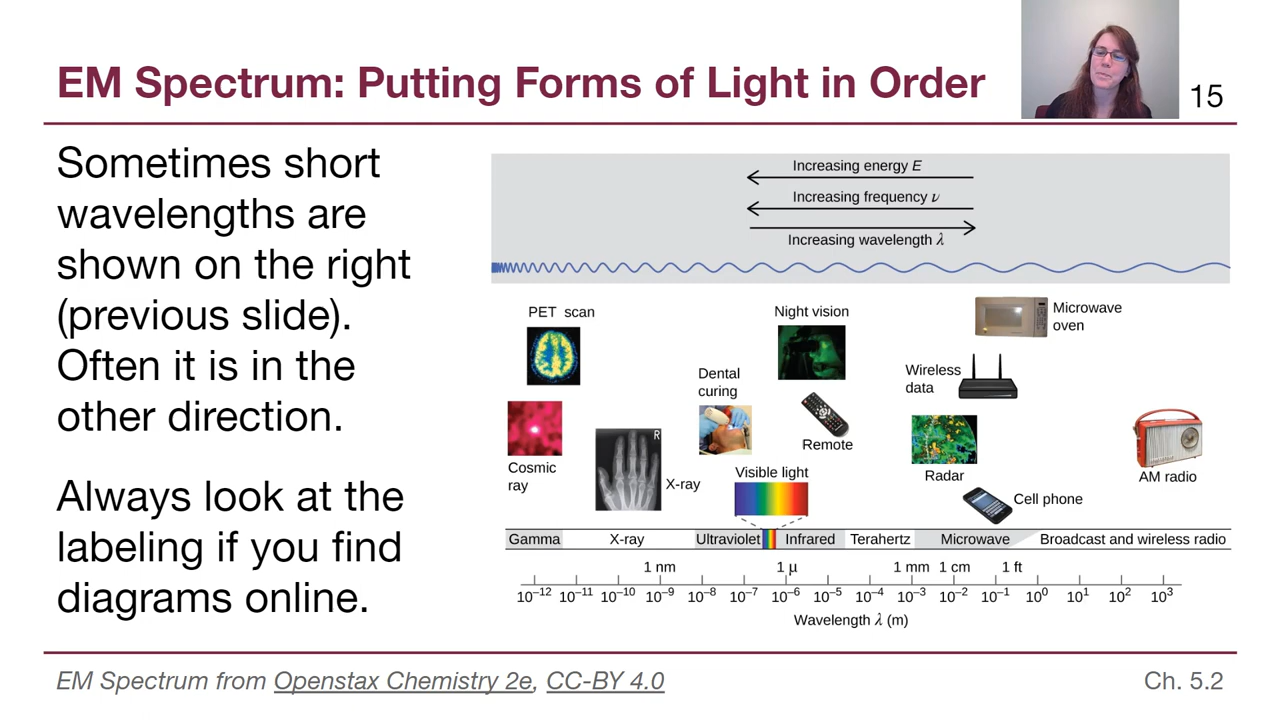 EM Spectrum: Putting Forms of Light in Order
15
Sometimes short
wavelengths are
shown on the right
(previous slide).
Often it is in the
other direction.
Always look at the
labeling if you find
diagrams online.
Increasing energy E
Increasing frequency ν
Increasing wavelength λ
PET scan
Night vision
Microwave
oven
Dental
curing
Wireless
data
Remote
Cosmic
ray
R
X-ray
Visible light
Radar
Cell phone
AM radio
Gamma X-ray Ultraviolet Infrared Terahertz Microwave Broadcast and wireless radio
1 nm 1 µ 1 mm 1 cm 1 ft
10⁻¹² 10⁻¹¹ 10⁻¹⁰ 10⁻⁹ 10⁻⁸ 10⁻⁷ 10⁻⁶ 10⁻⁵ 10⁻⁴ 10⁻³ 10⁻² 10⁻¹ 10⁰ 10¹ 10² 10³
Wavelength λ (m)
EM Spectrum from Openstax Chemistry 2e, CC-BY 4.0
Ch. 5.2